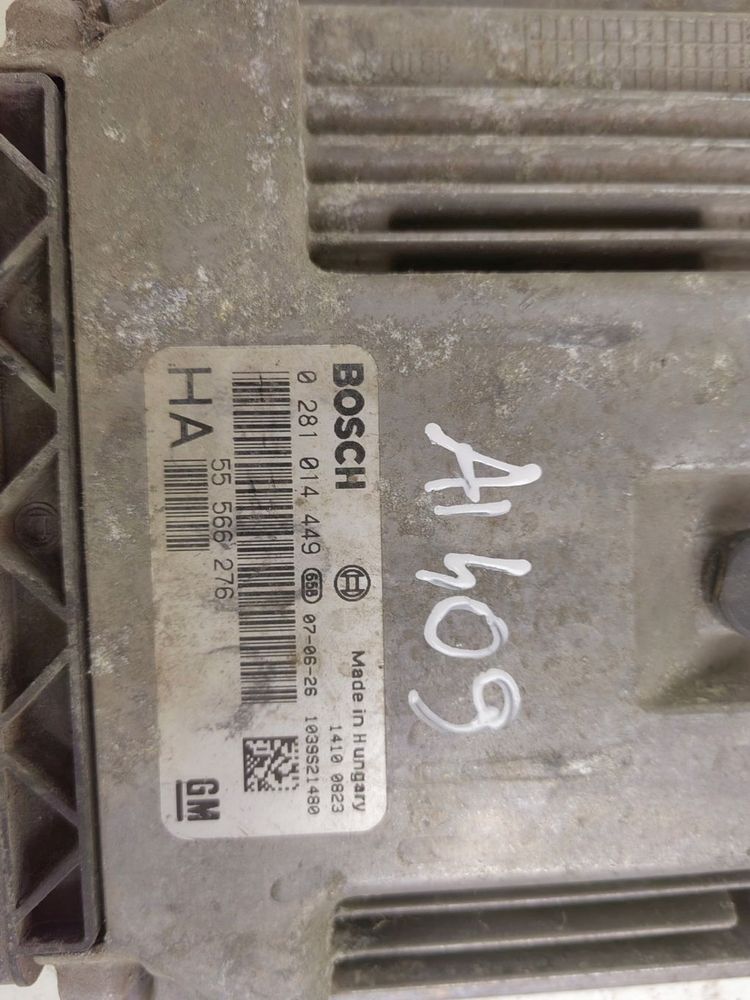 BOSCH
Made in Hungary
1410 0823
0 281 014 449 65B 07-06-26 1039S21480
HA
55 566 276
GM
A1409